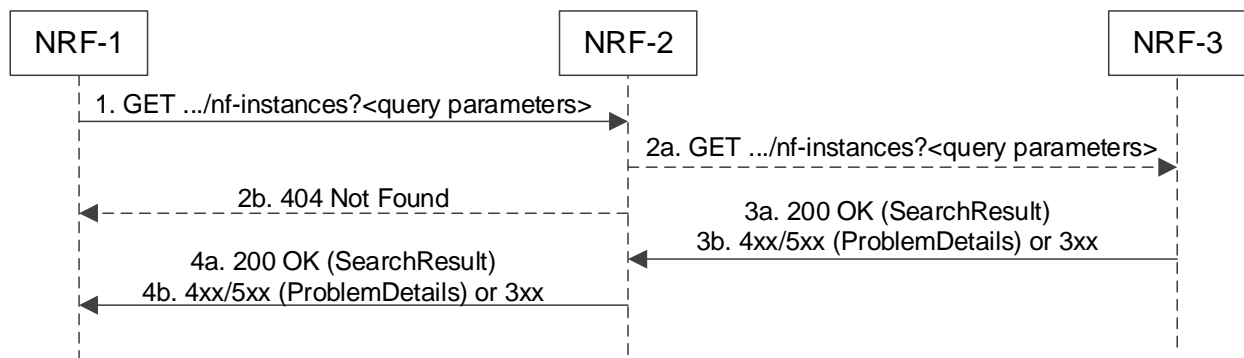 NRF-1
NRF-2
NRF-3
1. GET .../nf-instances?<query parameters>
2a. GET .../nf-instances?<query parameters>
2b. 404 Not Found
3a. 200 OK (SearchResult)
3b. 4xx/5xx (ProblemDetails) or 3xx
4a. 200 OK (SearchResult)
4b. 4xx/5xx (ProblemDetails) or 3xx